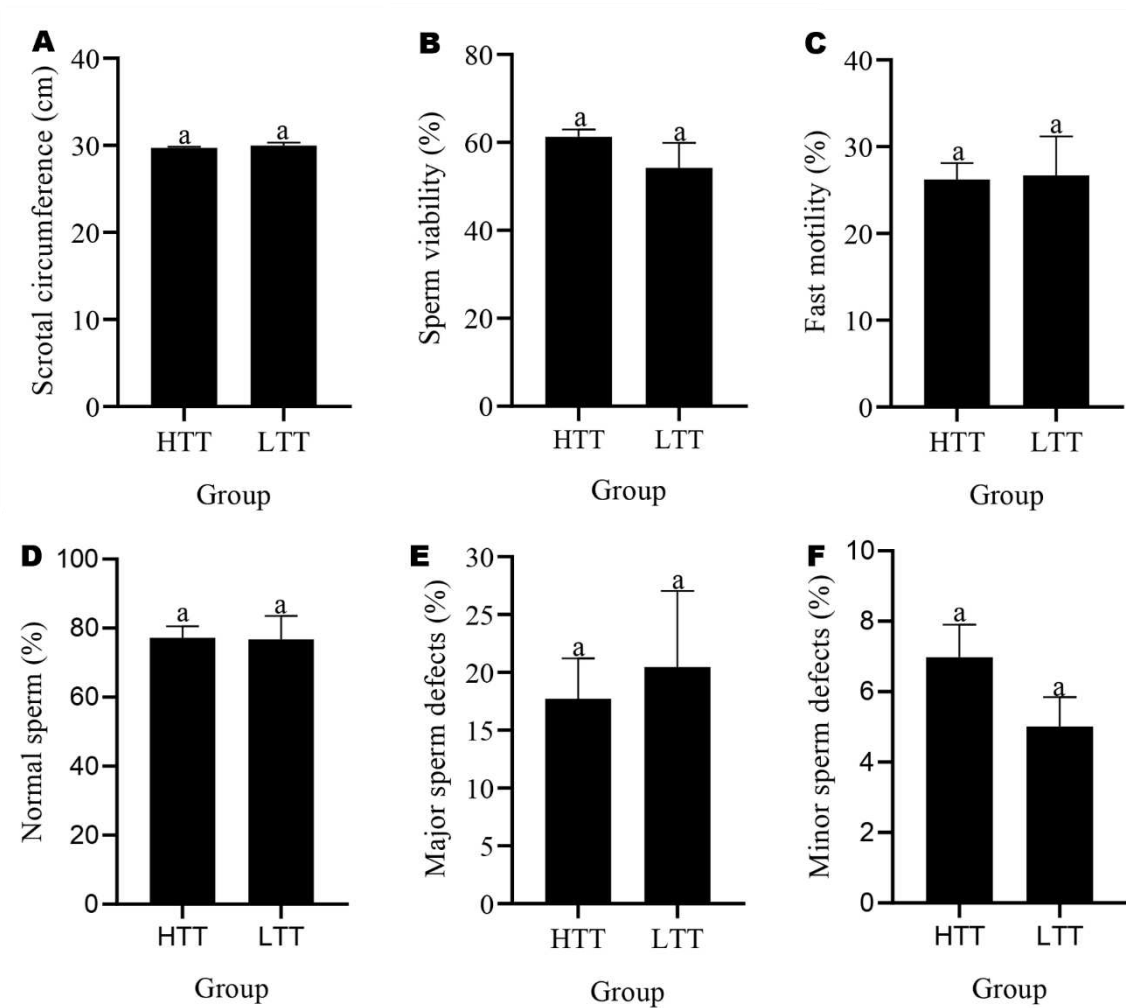 A
Scrotal circumference (cm)
40
30
20
10
0
a
a
HTT
LTT
Group
B
Sperm viability (%)
80
60
40
20
0
a
a
HTT
LTT
Group
C
Fast motility (%)
40
30
20
10
0
a
a
HTT
LTT
Group
D
Normal sperm (%)
100
80
60
40
20
0
a
a
HTT
LTT
Group
E
Major sperm defects (%)
30
25
20
15
10
5
0
a
a
HTT
LTT
Group
F
Minor sperm defects (%)
10
8
6
4
2
0
a
a
HTT
LTT
Group